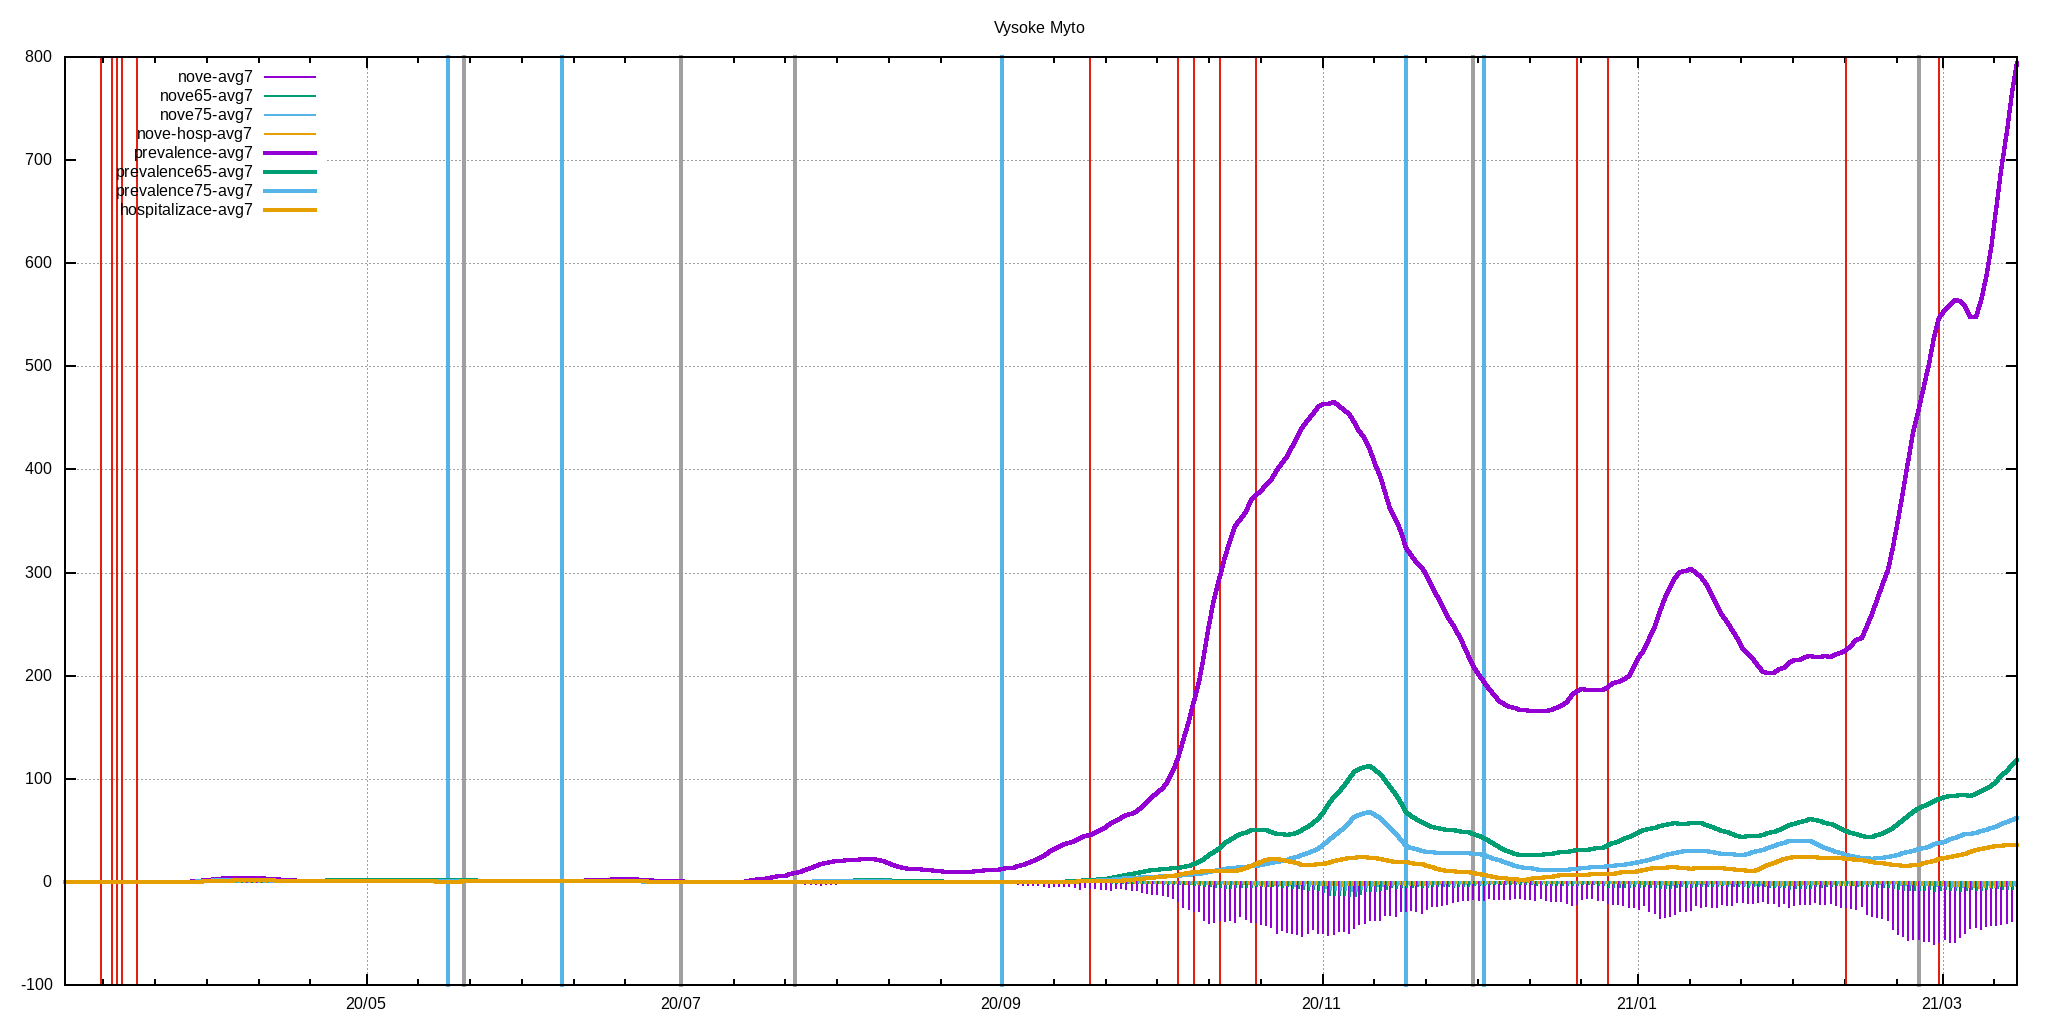 Vysoke Myto
800
700
600
500
400
300
200
100
0
-100
nove-avg7
nove65-avg7
nove75-avg7
nove-hosp-avg7
prevalence-avg7
prevalence65-avg7
prevalence75-avg7
hospitalizace-avg7
20/05 20/07 20/09 20/11 21/01 21/03